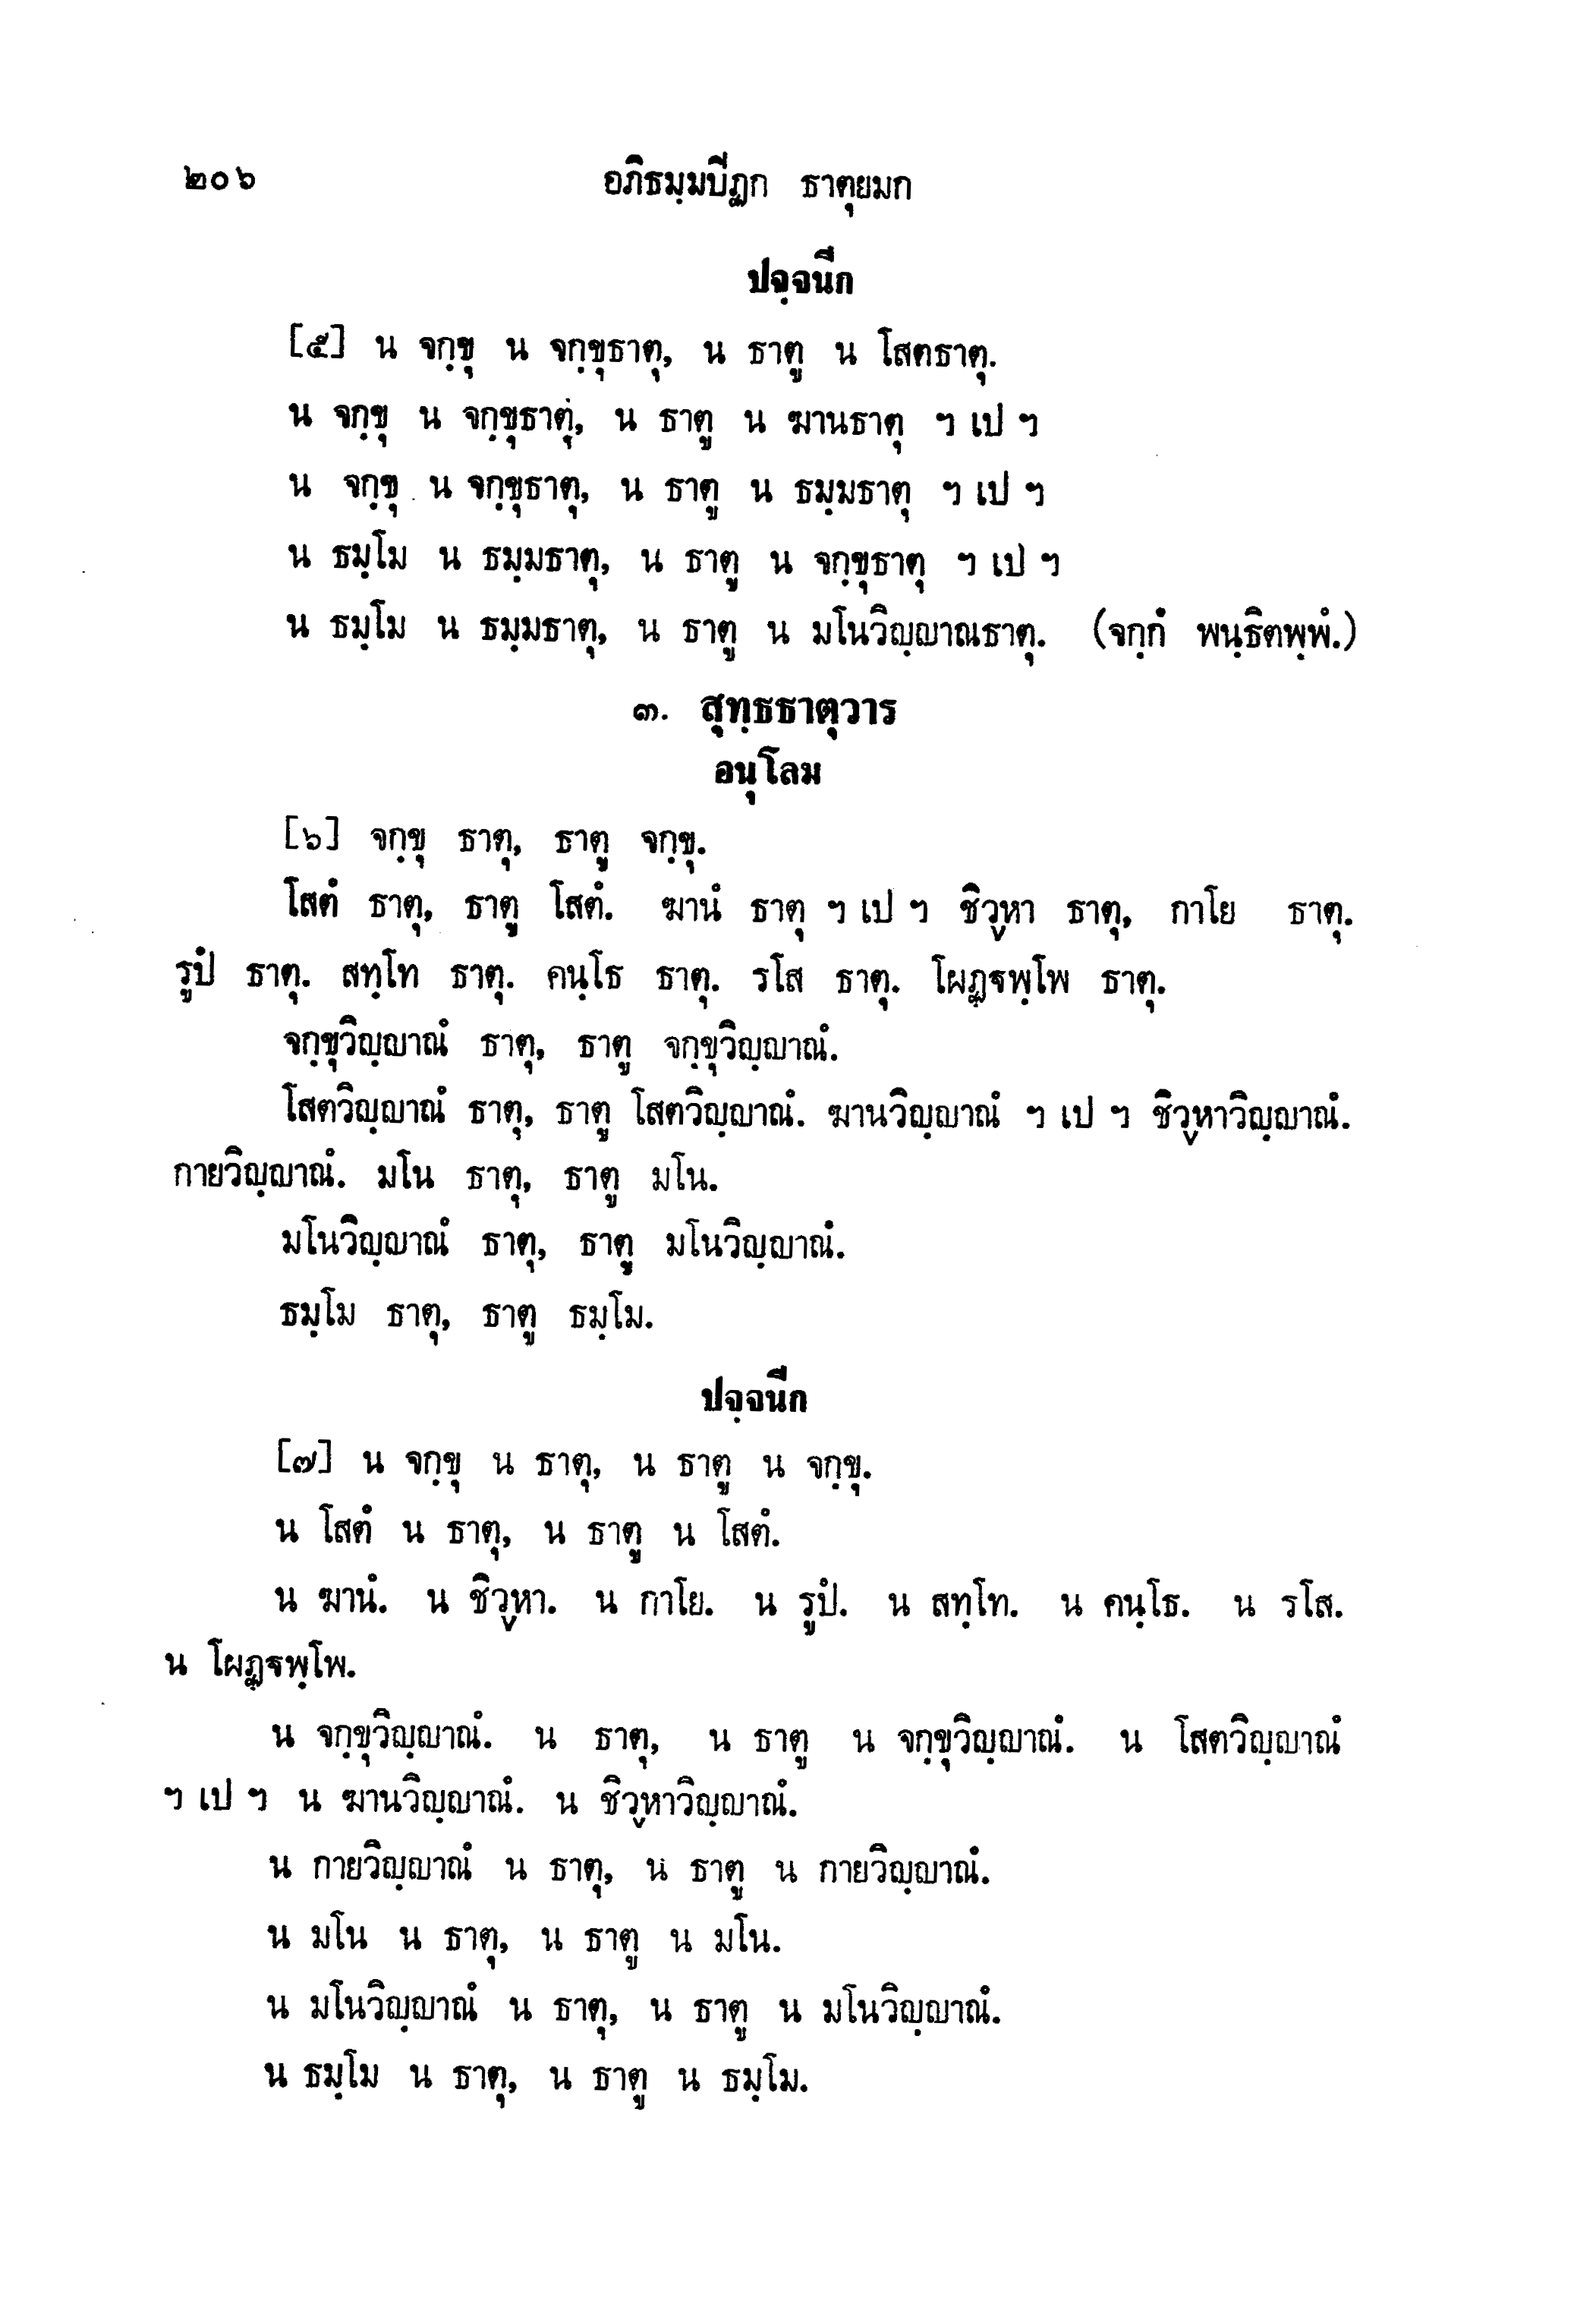 ๒๐๖ อภิธมฺมปีฏก ธาตุยมก
ปจฺจนีก
[๕] น จกฺขุ น จกฺขุธาตุ, น ธาตู น โสตธาตุ.
น จกฺขุ น จกฺขุธาตุ, น ธาตู น ฆานธาตุ ฯ เป ฯ
น จกฺขุ น จกฺขุธาตุ, น ธาตู น ธมฺมธาตุ ฯ เป ฯ
น ธมฺโม น ธมฺมธาตุ, น ธาตู น จกฺขุธาตุ ฯ เป ฯ
น ธมฺโม น ธมฺมธาตุ, น ธาตู น มโนวิญฺญาณธาตุ. (จกฺกํ พนฺธิตพฺพํ.)
๓. สุทฺธธาตุวาร
อนุโลม
[๖] จกฺขุ ธาตุ, ธาตู จกฺขุ.
โสตํ ธาตุ, ธาตู โสตํ. ฆานํ ธาตุ ฯ เป ฯ ชิวฺหา ธาตุ, กาโย ธาตุ.
รูปํ ธาตุ. สทฺโท ธาตุ. คนฺโธ ธาตุ. รโส ธาตุ. โผฏฺฐพฺโพ ธาตุ.
จกฺขุวิญฺญาณํ ธาตุ, ธาตู จกฺขุวิญฺญาณํ.
โสตวิญฺญาณํ ธาตุ, ธาตู โสตวิญฺญาณํ. ฆานวิญฺญาณํ ฯ เป ฯ ชิวฺหาวิญฺญาณํ.
กายวิญฺญาณํ. มโน ธาตุ, ธาตู มโน.
มโนวิญฺญาณํ ธาตุ, ธาตู มโนวิญฺญาณํ.
ธมฺโม ธาตุ, ธาตู ธมฺโม.
ปจฺจนีก
[๗] น จกฺขุ น ธาตุ, น ธาตู น จกฺขุ.
น โสตํ น ธาตุ, น ธาตู น โสตํ.
น ฆานํ. น ชิวฺหา. น กาโย. น รูปํ. น สทฺโท. น คนฺโธ. น รโส.
น โผฏฺฐพฺโพ.
น จกฺขุวิญฺญาณํ. น ธาตุ, น ธาตู น จกฺขุวิญฺญาณํ. น โสตวิญฺญาณํ
ฯ เป ฯ น ฆานวิญฺญาณํ. น ชิวฺหาวิญฺญาณํ.
น กายวิญฺญาณํ น ธาตุ, น ธาตู น กายวิญฺญาณํ.
น มโน น ธาตุ, น ธาตู น มโน.
น มโนวิญฺญาณํ น ธาตุ, น ธาตู น มโนวิญฺญาณํ.
น ธมฺโม น ธาตุ, น ธาตู น ธมฺโม.